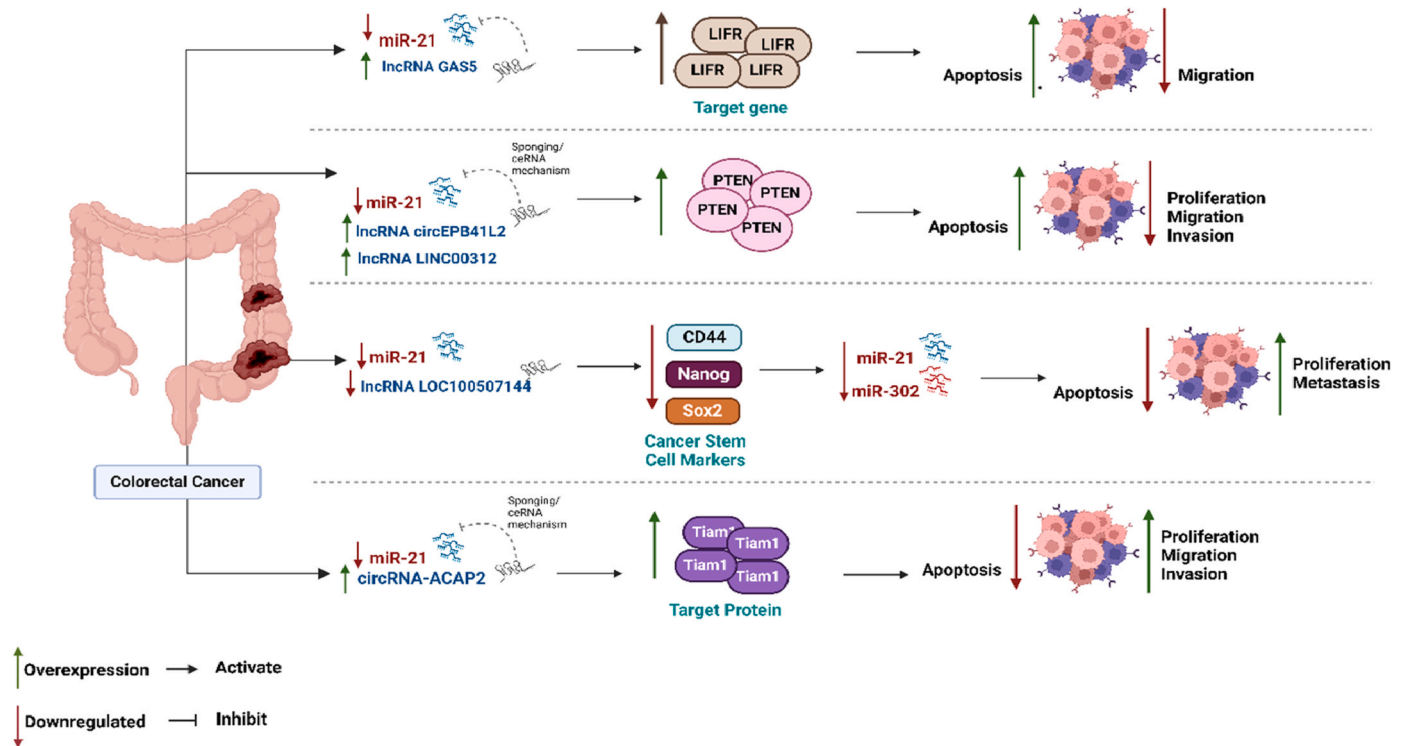 miR-21
lncRNA GAS5
LIFR
LIFR
LIFR
LIFR
Target gene
Apoptosis
Migration
Sponging/
ceRNA
mechanism
miR-21
lncRNA circEPB41L2
lncRNA LINC00312
PTEN
PTEN
PTEN
PTEN
Apoptosis
Proliferation
Migration
Invasion
miR-21
lncRNA LOC100507144
CD44
Nanog
Sox2
Cancer Stem
Cell Markers
miR-21
miR-302
Apoptosis
Proliferation
Metastasis
Colorectal Cancer
Sponging/
ceRNA
mechanism
miR-21
circRNA-ACAP2
Tiam1
Tiam1
Tiam1
Tiam1
Target Protein
Apoptosis
Proliferation
Migration
Invasion
Overexpression
Activate
Downregulated
Inhibit